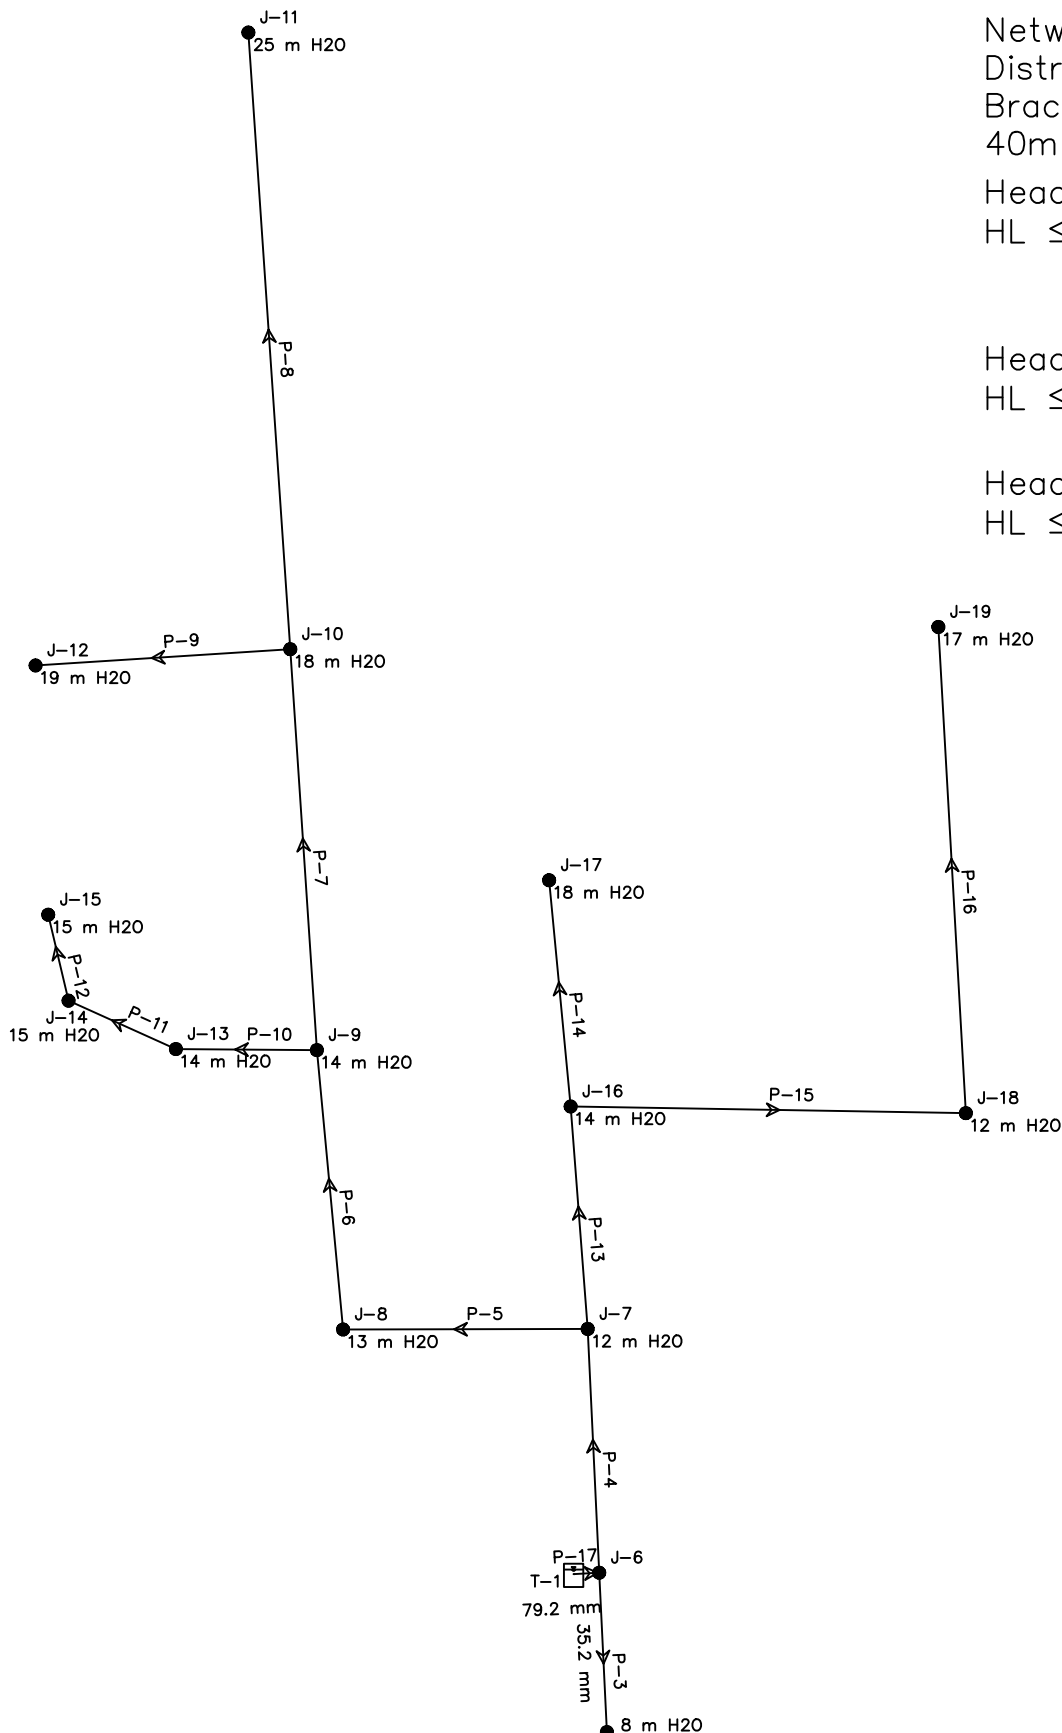 J-11
25 m H20
Netw
Distr
Brac
40m
Head
HL ≤
P-8
Head
HL ≤
Head
HL ≤
J-19
17 m H20
J-10
18 m H20
P-9
J-12
19 m H20
P-7
J-17
18 m H20
P-16
J-15
15 m H20
P-12
J-14
15 m H20
P-11
J-13
14 m H20
P-10
J-9
14 m H20
P-14
J-16
14 m H20
P-15
J-18
12 m H20
P-6
P-13
J-8
13 m H20
P-5
J-7
12 m H20
P-4
P-17
J-6
T-1
79.2 mm
35.2 mm
P-3
8 m H20